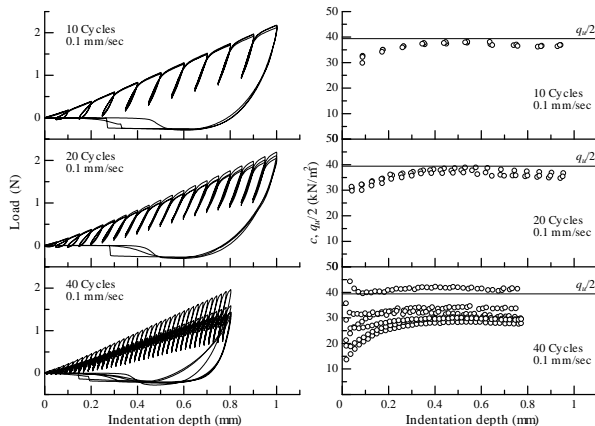 10 Cycles
0.1 mm/sec
2
1
0
20 Cycles
0.1 mm/sec
2
1
0
Load (N)
40 Cycles
0.1 mm/sec
2
1
0
0 0.2 0.4 0.6 0.8 1
Indentation depth (mm)
50
40
30
20
10
qu/2
10 Cycles
0.1 mm/sec
50
40
30
20
10
qu/2
20 Cycles
0.1 mm/sec
c, qu/2 (kN/m²)
50
40
30
20
10
qu/2
40 Cycles
0.1 mm/sec
0 0.2 0.4 0.6 0.8 1
Indentation depth (mm)